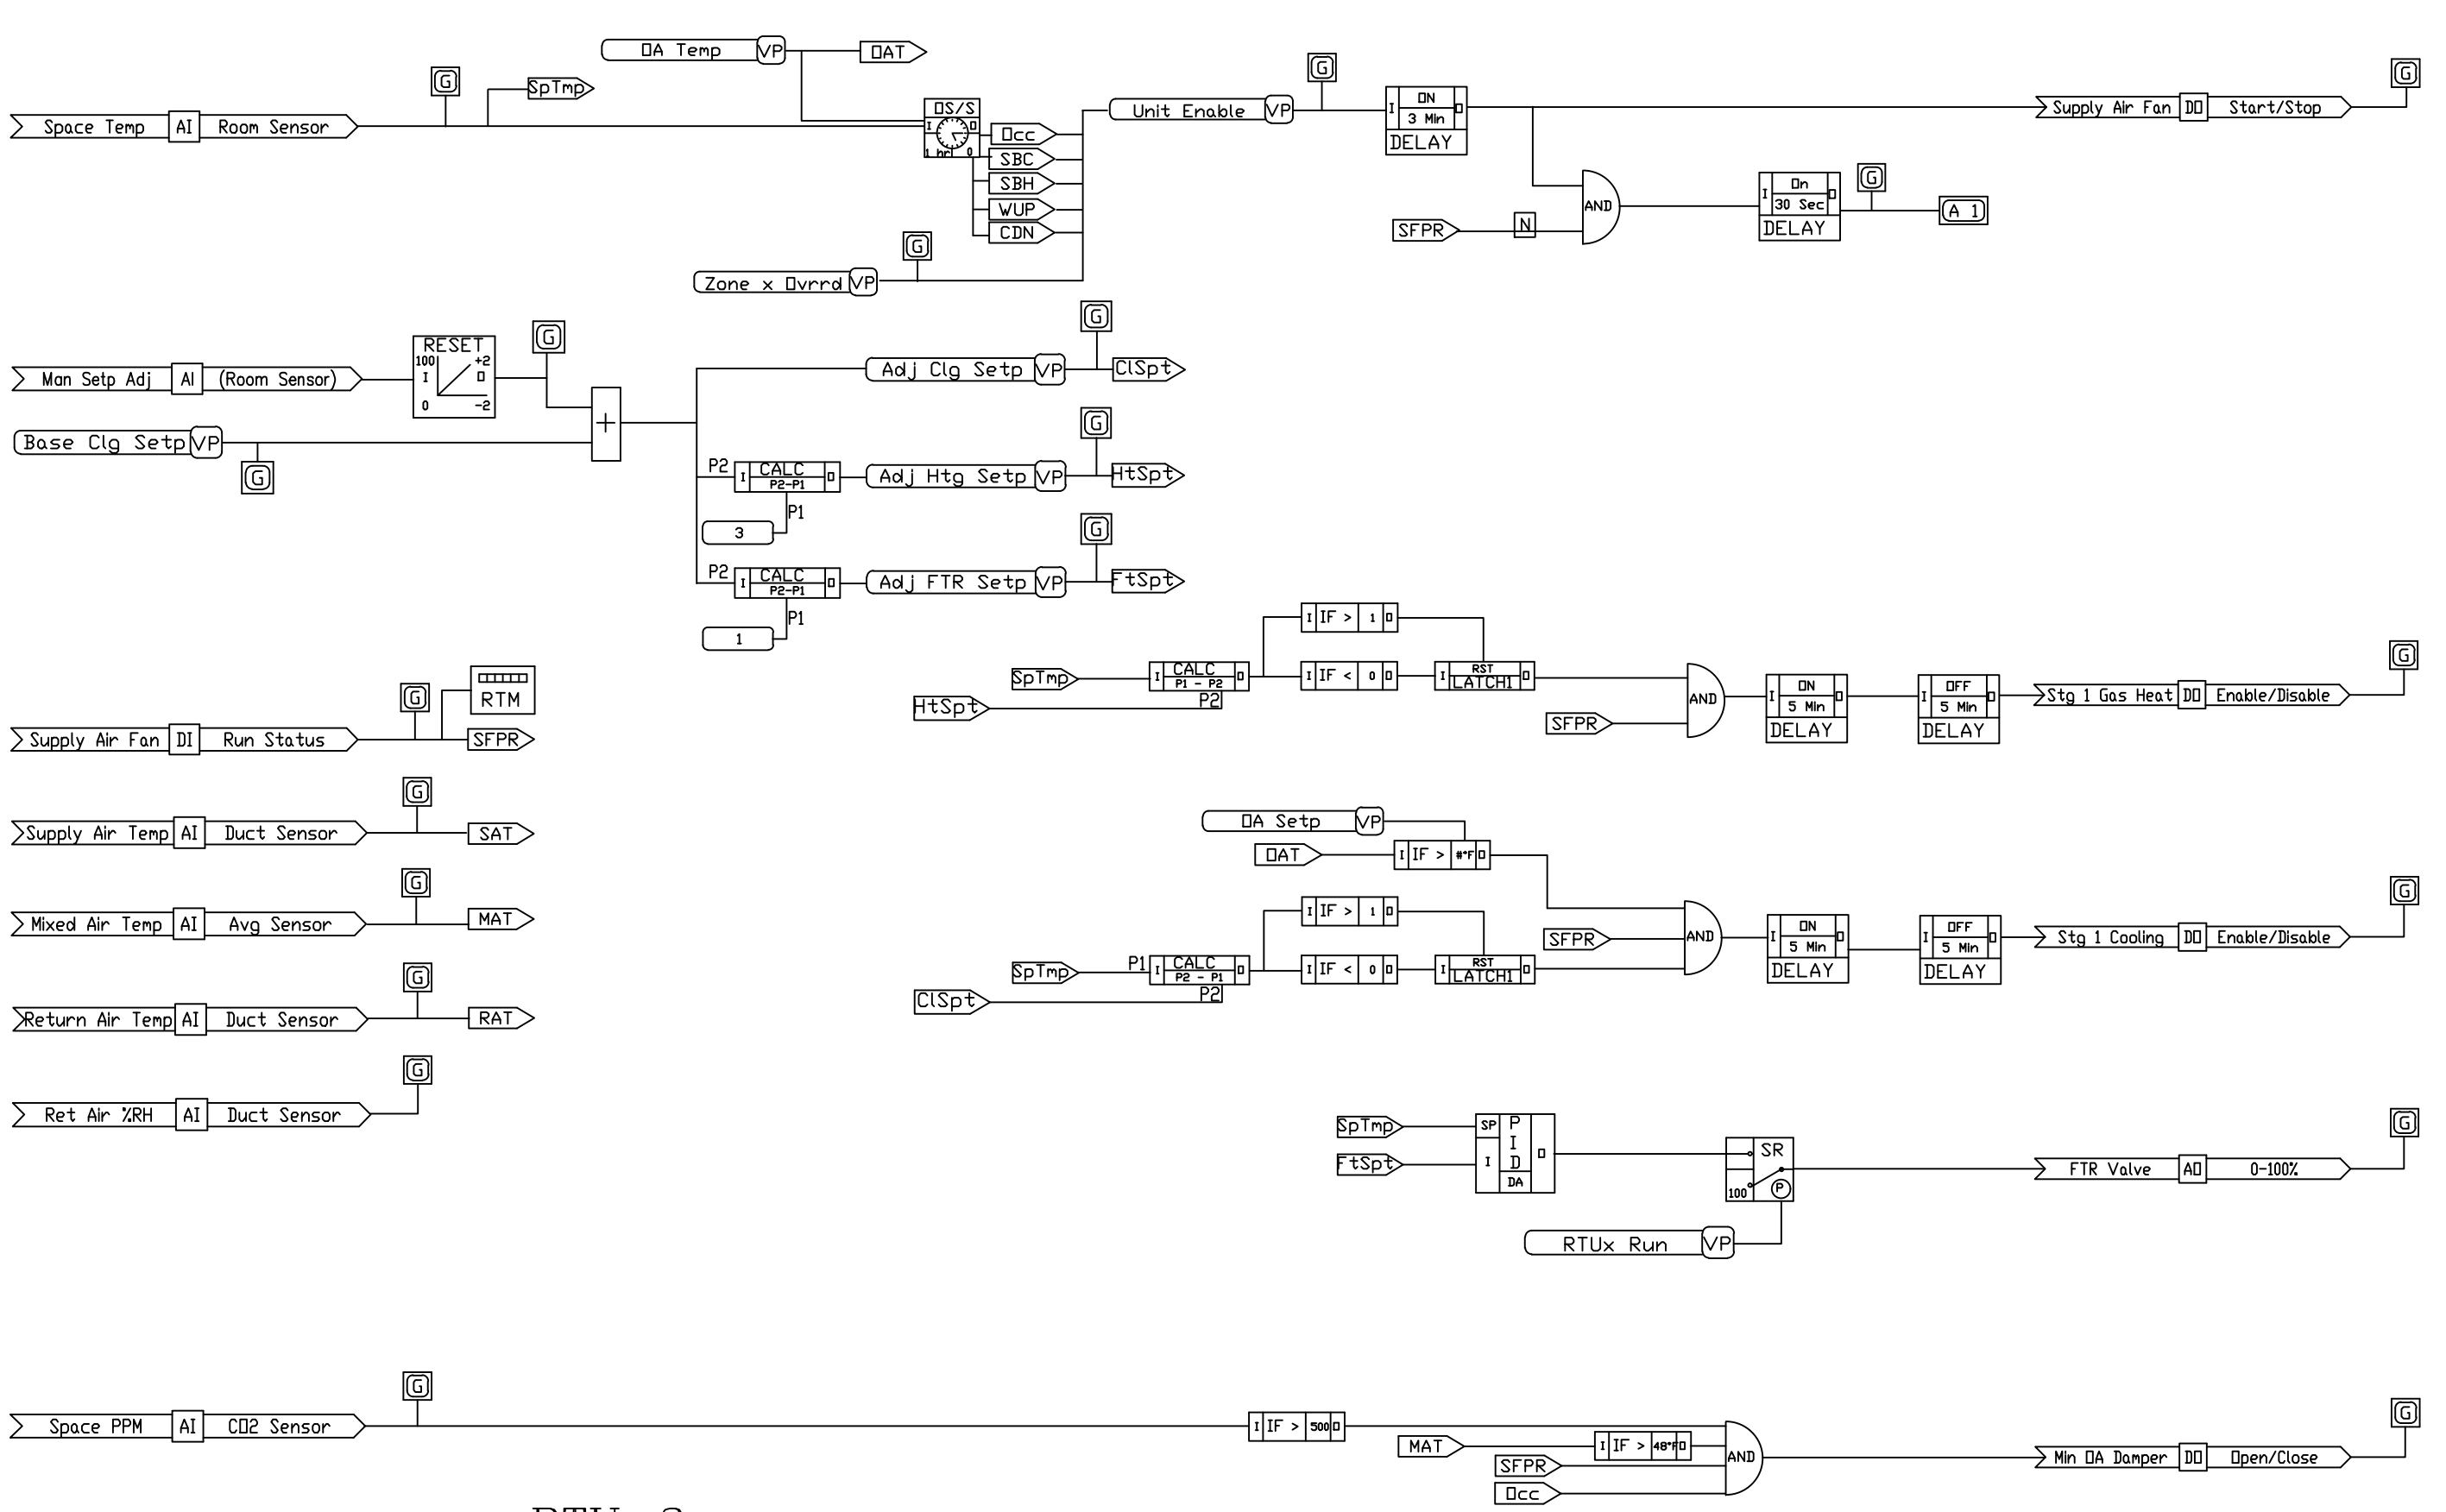 OA Temp VP OAT
G
SpTmp
Space Temp AI Room Sensor
OS/S
I O
1 hr 0
Occ
SBC
SBH
WUP
CDN
G
Zone x Ovrrd VP
Unit Enable VP
G
I ON O
3 Min
DELAY
Supply Air Fan DO Start/Stop
G
SFPR N
AND
I On O
30 Sec
DELAY
G
A 1
Man Setp Adj AI (Room Sensor)
RESET
100 +2
I O
0 -2
G
Base Clg Setp VP
G
+
Adj Clg Setp VP
G
ClSpt
P2
I CALC O
P2-P1
P1
3
Adj Htg Setp VP
G
HtSpt
P2
I CALC O
P2-P1
P1
1
Adj FTR Setp VP
G
FtSpt
I IF > 1 O
SpTmp
I CALC O
P1 - P2
HtSpt
P2
I IF < 0 O
RST
I LATCH1 O
SFPR
AND
I ON O
5 Min
DELAY
I OFF O
5 Min
DELAY
Stg 1 Gas Heat DO Enable/Disable
G
G
RTM
Supply Air Fan DI Run Status
SFPR
G
Supply Air Temp AI Duct Sensor
SAT
G
Mixed Air Temp AI Avg Sensor
MAT
G
Return Air Temp AI Duct Sensor
RAT
G
Ret Air %RH AI Duct Sensor
OA Setp VP
OAT
I IF > #°F O
I IF > 1 O
SpTmp
P1
I CALC O
P2 - P1
ClSpt
P2
I IF < 0 O
RST
I LATCH1 O
SFPR
AND
I ON O
5 Min
DELAY
I OFF O
5 Min
DELAY
Stg 1 Cooling DO Enable/Disable
G
SpTmp
FtSpt
SP P
I I O
D
DA
SR
100 P
RTUx Run VP
FTR Valve AO 0-100%
G
G
Space PPM AI CO2 Sensor
I IF > 500 O
MAT
I IF > 48°F O
SFPR
Occ
AND
Min OA Damper DO Open/Close
G